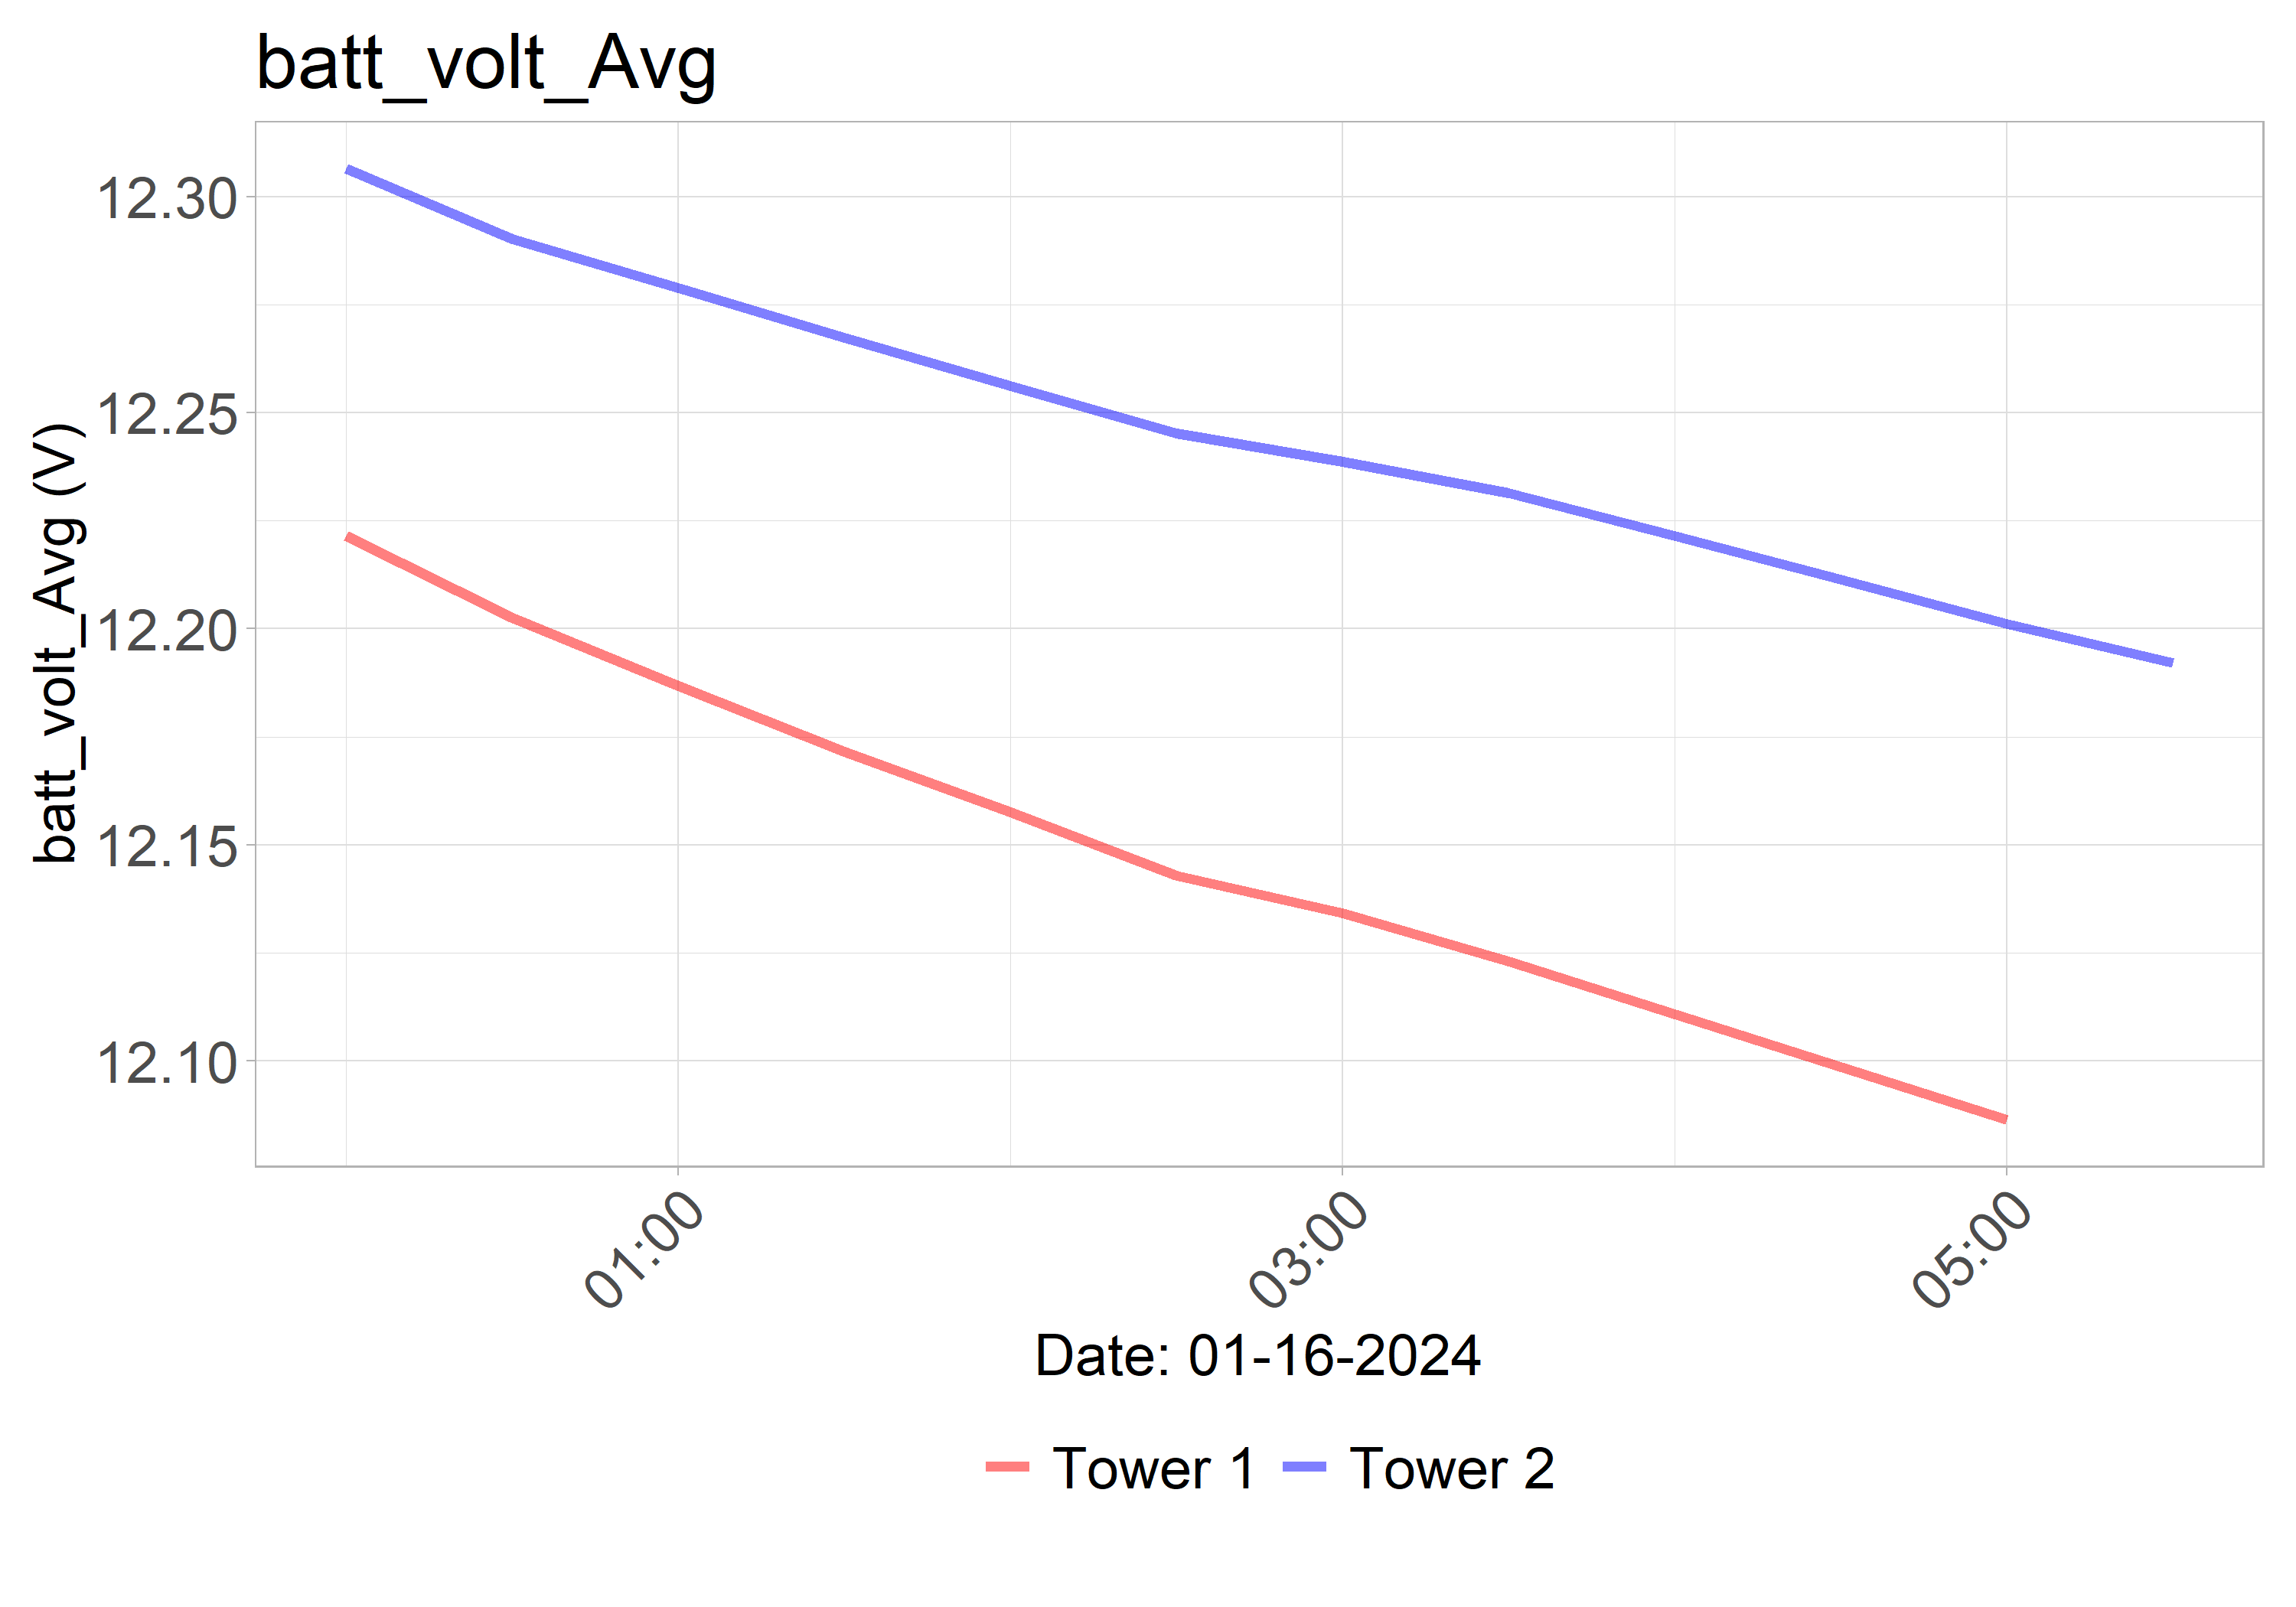 batt_volt_Avg
batt_volt_Avg (V)
12.30
12.25
12.20
12.15
12.10
01:00
03:00
05:00
Date: 01-16-2024
Tower 1
Tower 2